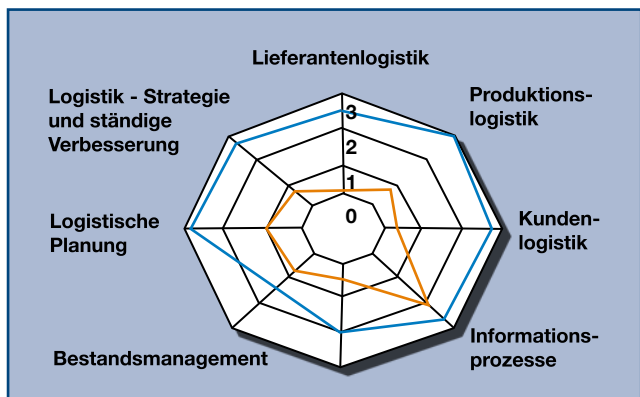 Lieferantenlogistik
Logistik - Strategie
und ständige
Verbesserung
Produktions-
logistik
3
2
1
0
Logistische
Planung
Kunden-
logistik
Bestandsmanagement
Informations-
prozesse